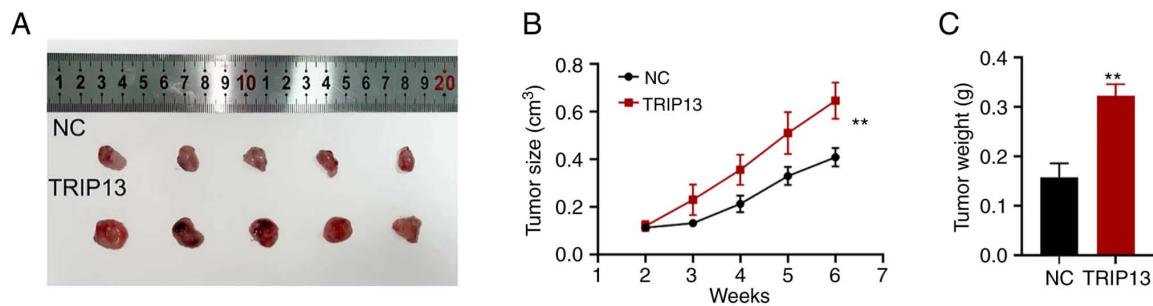 A
1 2 3 4 5 6 7 8 9 10 1 2 3 4 7 8 9 20
NC
TRIP13
B
Tumor size (cm3)
0.8
0.6
0.4
0.2
0.0
NC
TRIP13
**
1 2 3 4 5 6 7
Weeks
C
Tumor weight (g)
0.4
0.3
0.2
0.1
0.0
**
NC TRIP13